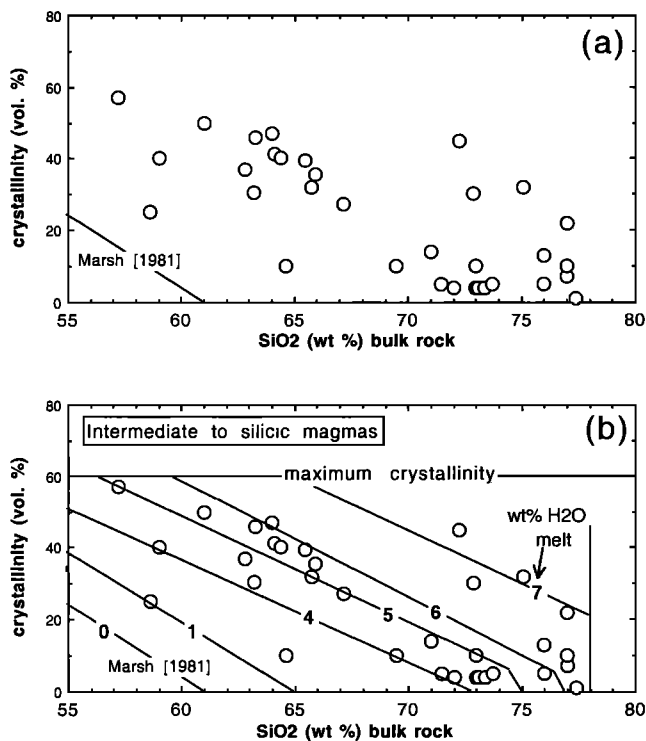 80
(a)
60
40
20
0
crystallinity (vol. %)
Marsh [1981]
55 60 65 70 75 80
SiO2 (wt %) bulk rock
80
Intermediate to silicic magmas
(b)
60
maximum crystallinity
wt% H2O
melt
40
20
0
crystallinity (vol. %)
0 1 4 5 6 7
Marsh [1981]
55 60 65 70 75 80
SiO2 (wt %) bulk rock